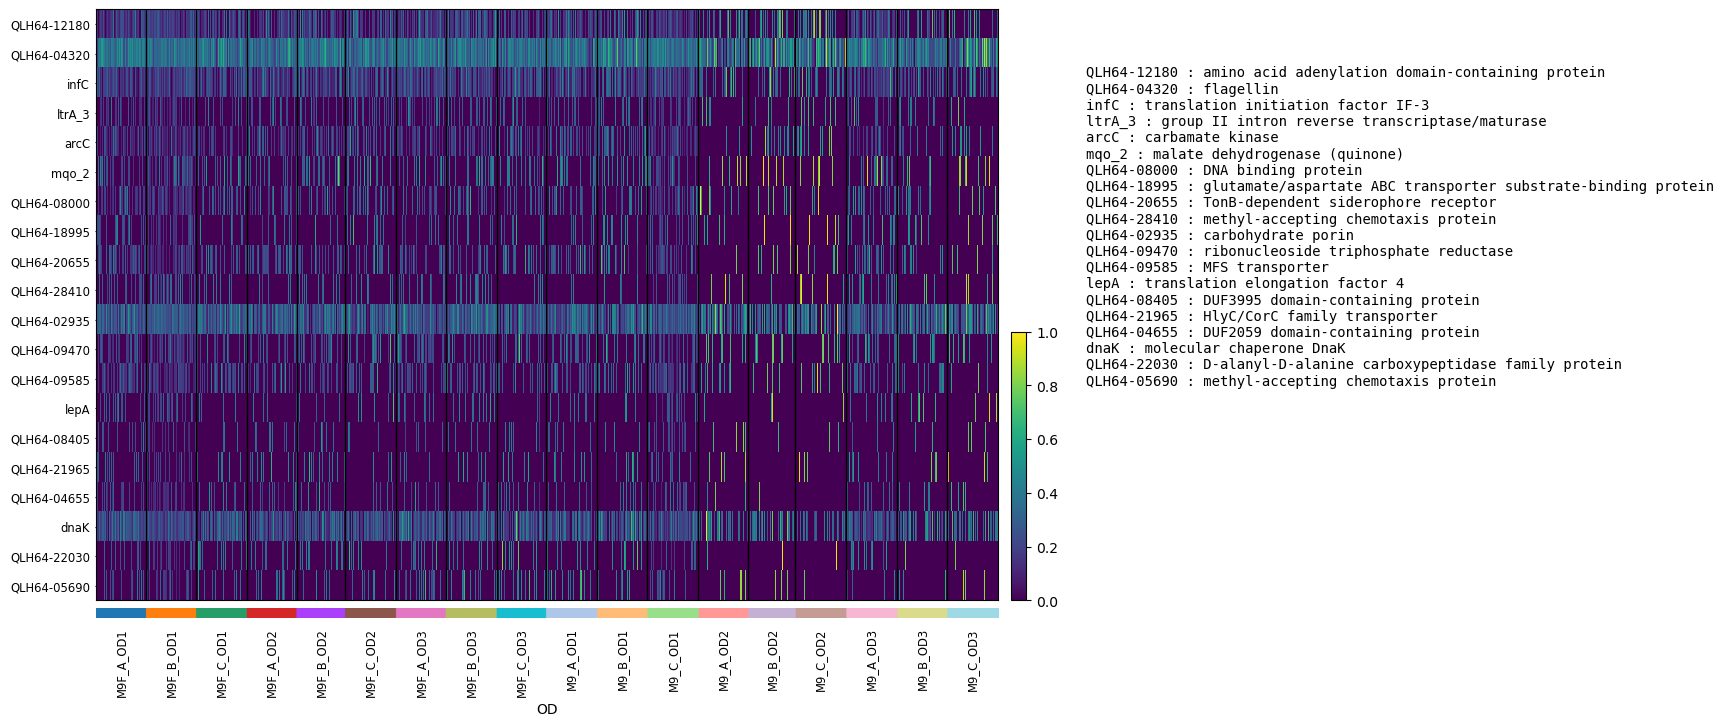 QLH64-12180
QLH64-04320
infC
ltrA_3
arcC
mqo_2
QLH64-08000
QLH64-18995
QLH64-20655
QLH64-28410
QLH64-02935
QLH64-09470
QLH64-09585
lepA
QLH64-08405
QLH64-21965
QLH64-04655
dnaK
QLH64-22030
QLH64-05690
M9F_A_OD1
M9F_B_OD1
M9F_C_OD1
M9F_A_OD2
M9F_B_OD2
M9F_C_OD2
M9F_A_OD3
M9F_B_OD3
M9F_C_OD3
M9_A_OD1
M9_B_OD1
M9_C_OD1
M9_A_OD2
M9_B_OD2
M9_C_OD2
M9_A_OD3
M9_B_OD3
M9_C_OD3
OD
1.0
0.8
0.6
0.4
0.2
0.0
QLH64-12180 : amino acid adenylation domain-containing protein
QLH64-04320 : flagellin
infC : translation initiation factor IF-3
ltrA_3 : group II intron reverse transcriptase/maturase
arcC : carbamate kinase
mqo_2 : malate dehydrogenase (quinone)
QLH64-08000 : DNA binding protein
QLH64-18995 : glutamate/aspartate ABC transporter substrate-binding protein
QLH64-20655 : TonB-dependent siderophore receptor
QLH64-28410 : methyl-accepting chemotaxis protein
QLH64-02935 : carbohydrate porin
QLH64-09470 : ribonucleoside triphosphate reductase
QLH64-09585 : MFS transporter
lepA : translation elongation factor 4
QLH64-08405 : DUF3995 domain-containing protein
QLH64-21965 : HlyC/CorC family transporter
QLH64-04655 : DUF2059 domain-containing protein
dnaK : molecular chaperone DnaK
QLH64-22030 : D-alanyl-D-alanine carboxypeptidase family protein
QLH64-05690 : methyl-accepting chemotaxis protein